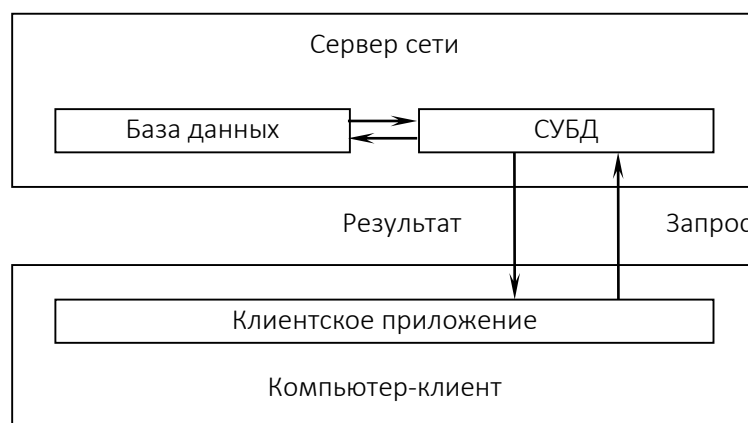 Сервер сети
База данных
СУБД
Результат
Запрос
Клиентское приложение
Компьютер-клиент